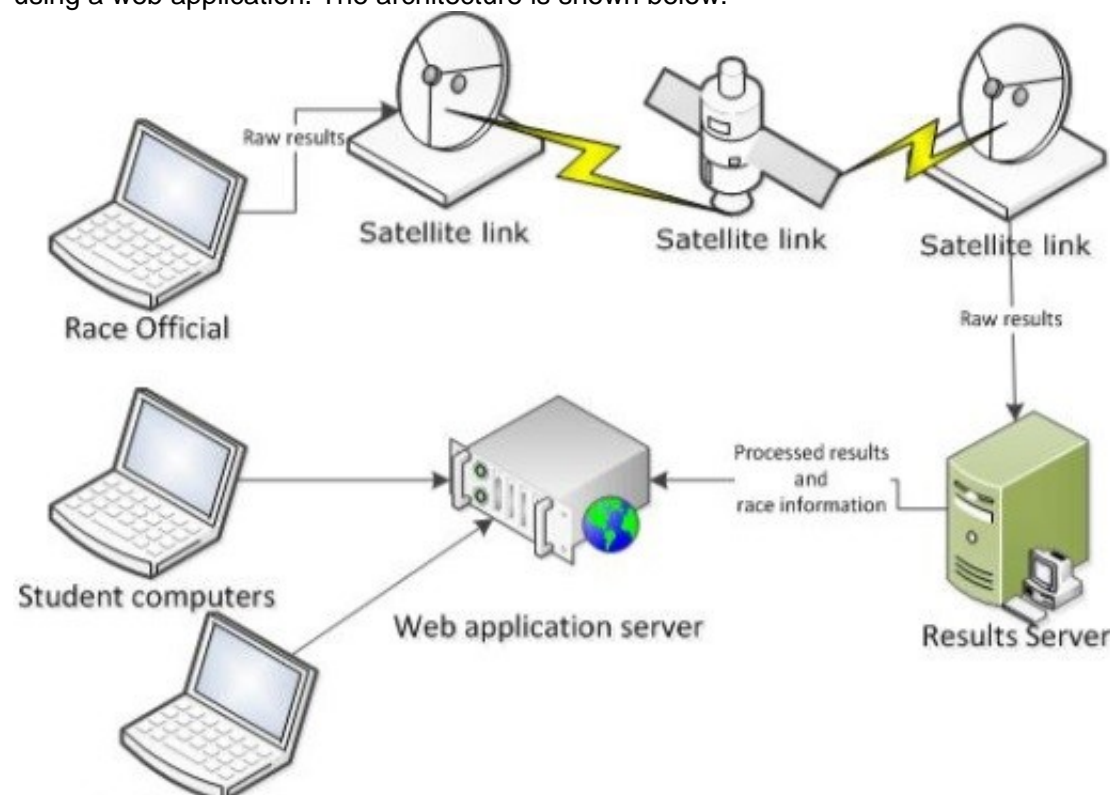 using a web application. The architecture is shown below.
Raw results
Satellite link
Satellite link
Satellite link
Race Official
Raw results
Processed results
and
race information
Student computers
Web application server
Results Server